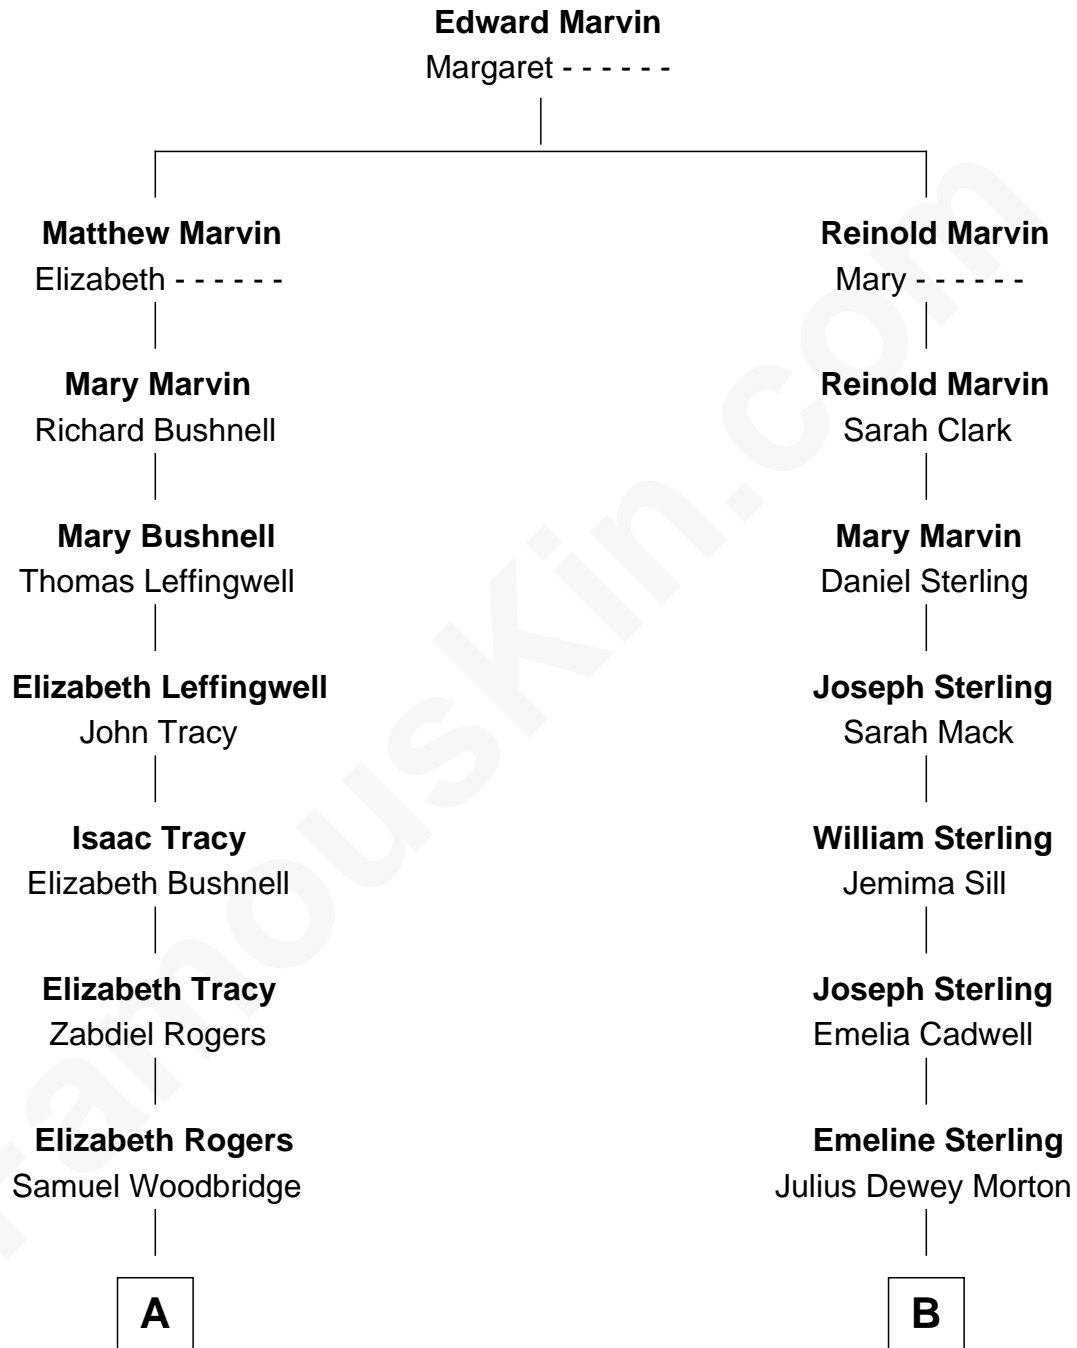 Edward Marvin
Margaret - - - - - -
Matthew Marvin
Elizabeth - - - - - -
Reinold Marvin
Mary - - - - - -
Mary Marvin
Richard Bushnell
Reinold Marvin
Sarah Clark
Mary Bushnell
Thomas Leffingwell
Mary Marvin
Daniel Sterling
Elizabeth Leffingwell
John Tracy
Joseph Sterling
Sarah Mack
Isaac Tracy
Elizabeth Bushnell
William Sterling
Jemima Sill
Elizabeth Tracy
Zabdiel Rogers
Joseph Sterling
Emelia Cadwell
Elizabeth Rogers
Samuel Woodbridge
Emeline Sterling
Julius Dewey Morton
A
B
FamousKin.com